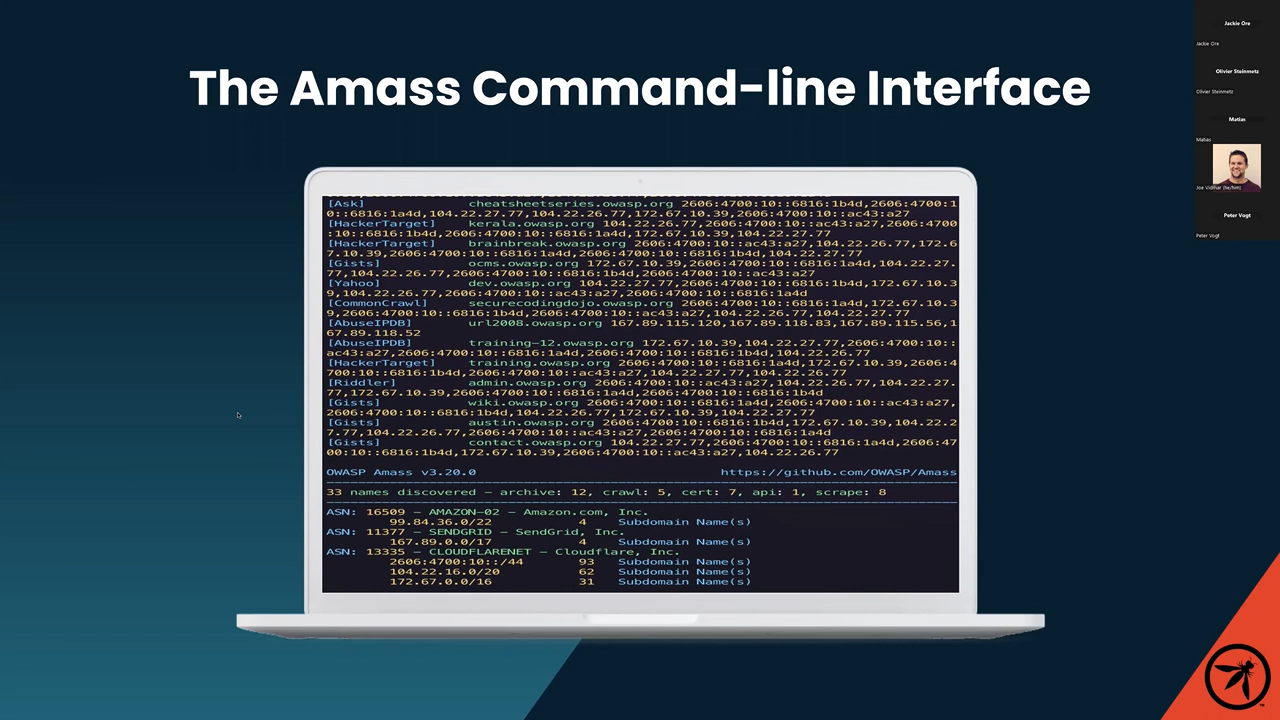 The Amass Command-line Interface
[Ask] cheatsheetseries.owasp.org 2606:4700:10::6816:1b4d,2606:4700:1
0::6816:1a4d,104.22.27.77,104.22.26.77,172.67.10.39,2606:4700:10::ac43:a27
[HackerTarget] kerala.owasp.org 104.22.26.77,2606:4700:10::ac43:a27,2606:4700
:10::6816:1b4d,2606:4700:10::6816:1a4d,172.67.10.39,104.22.27.77
[HackerTarget] brainbreak.owasp.org 2606:4700:10::ac43:a27,104.22.26.77,172.6
7.10.39,2606:4700:10::6816:1a4d,2606:4700:10::6816:1b4d,104.22.27.77
[Gists] ocms.owasp.org 172.67.10.39,2606:4700:10::6816:1a4d,104.22.27.
77,104.22.26.77,2606:4700:10::6816:1b4d,2606:4700:10::ac43:a27
[Yahoo] dev.owasp.org 104.22.27.77,2606:4700:10::6816:1b4d,172.67.10.3
9,104.22.26.77,2606:4700:10::ac43:a27,2606:4700:10::6816:1a4d
[CommonCrawl] securecodingdojo.owasp.org 2606:4700:10::6816:1a4d,172.67.10.3
9,2606:4700:10::6816:1b4d,2606:4700:10::ac43:a27,104.22.26.77,104.22.27.77
[AbuseIPDB] url2008.owasp.org 167.89.115.120,167.89.118.83,167.89.115.56,1
67.89.118.52
[AbuseIPDB] training-12.owasp.org 172.67.10.39,104.22.27.77,2606:4700:10::
ac43:a27,2606:4700:10::6816:1a4d,2606:4700:10::6816:1b4d,104.22.26.77
[HackerTarget] training.owasp.org 172.67.10.39,2606:4700:10::6816:1a4d,2606:4
700:10::6816:1b4d,2606:4700:10::ac43:a27,104.22.27.77,104.22.26.77
[Riddler] admin.owasp.org 2606:4700:10::ac43:a27,104.22.26.77,104.22.27.
77,172.67.10.39,2606:4700:10::6816:1a4d,2606:4700:10::6816:1b4d
[Gists] wiki.owasp.org 2606:4700:10::6816:1a4d,2606:4700:10::ac43:a27,
2606:4700:10::6816:1b4d,104.22.26.77,172.67.10.39,104.22.27.77
[Gists] austin.owasp.org 2606:4700:10::6816:1b4d,172.67.10.39,104.22.2
7.77,104.22.26.77,2606:4700:10::ac43:a27,2606:4700:10::6816:1a4d
[Gists] contact.owasp.org 104.22.27.77,2606:4700:10::6816:1a4d,2606:47
00:10::6816:1b4d,172.67.10.39,2606:4700:10::ac43:a27,104.22.26.77
OWASP Amass v3.20.0 https://github.com/OWASP/Amass
33 names discovered – archive: 12, crawl: 5, cert: 7, api: 1, scrape: 8
ASN: 16509 – AMAZON-02 – Amazon.com, Inc.
99.84.36.0/22 4 Subdomain Name(s)
ASN: 11377 – SENDGRID – SendGrid, Inc.
167.89.0.0/17 4 Subdomain Name(s)
ASN: 13335 – CLOUDFLARENET – Cloudflare, Inc.
2606:4700:10::/44 93 Subdomain Name(s)
104.22.16.0/20 62 Subdomain Name(s)
172.67.0.0/16 31 Subdomain Name(s)
Jackie Ore
Jackie Ore
Olivier Steinmetz
Olivier Steinmetz
Matias
Matias
Joe Vidmar (he/him)
Peter Vogt
Peter Vogt